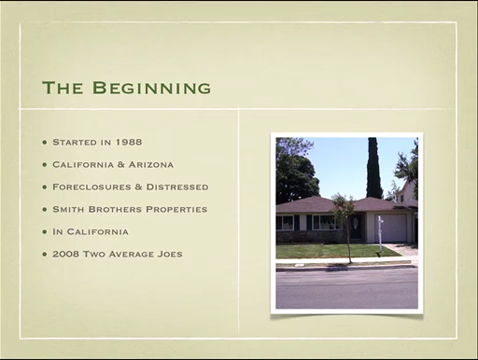 The Beginning
• Started in 1988
• California & Arizona
• Foreclosures & Distressed
• Smith Brothers Properties
• In California
• 2008 Two Average Joes